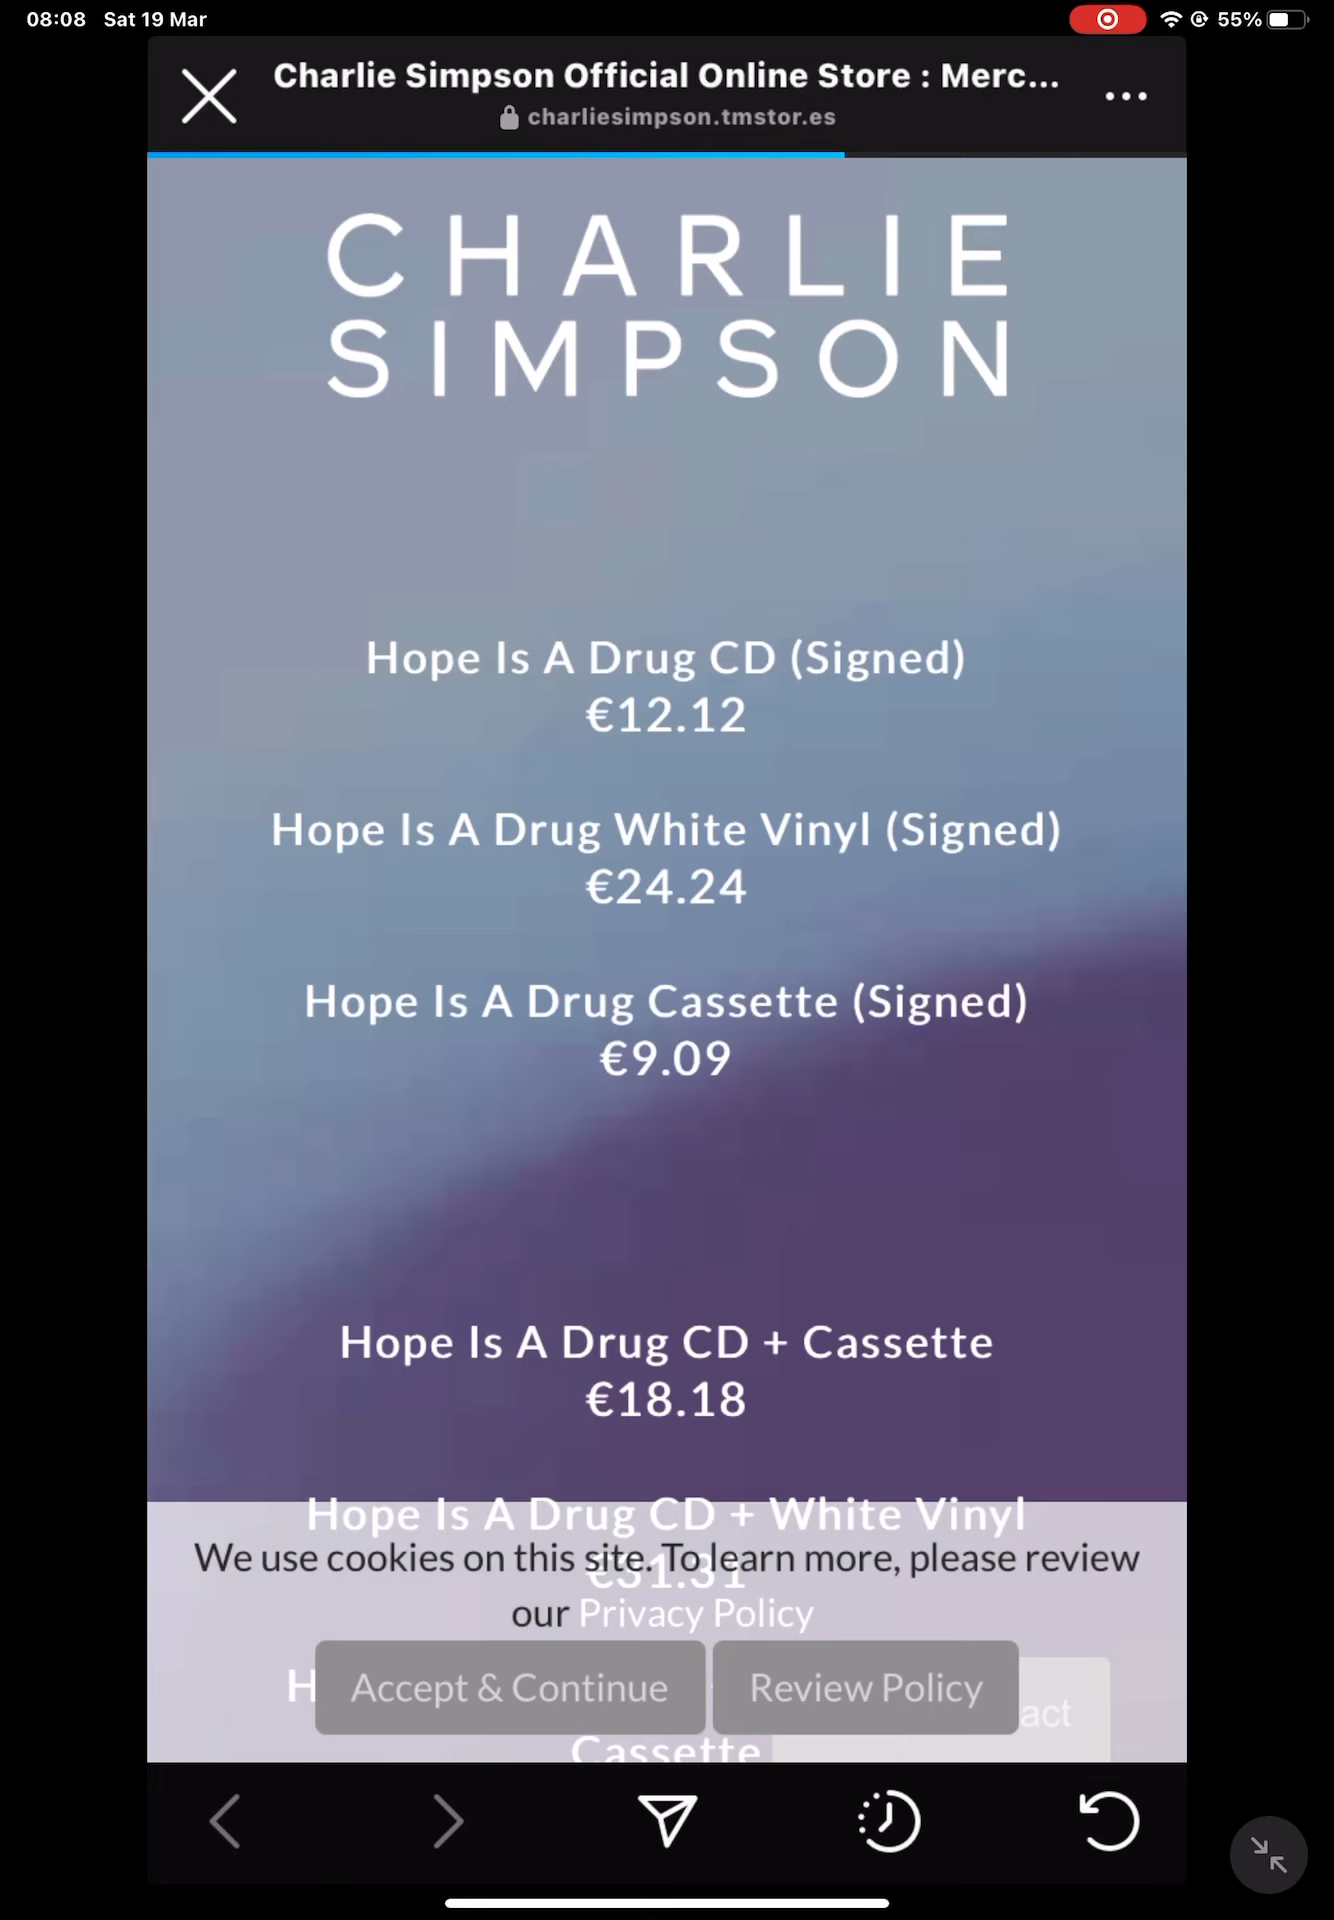 08:08 Sat 19 Mar
55%
Charlie Simpson Official Online Store : Merc...
charliesimpson.tmstor.es
CHARLIE
SIMPSON
Hope Is A Drug CD (Signed)
€12.12
Hope Is A Drug White Vinyl (Signed)
€24.24
Hope Is A Drug Cassette (Signed)
€9.09
Hope Is A Drug CD + Cassette
€18.18
Hope Is A Drug CD + White Vinyl
€31.31
We use cookies on this site. To learn more, please review
our Privacy Policy
Accept & Continue
Review Policy
Cassette